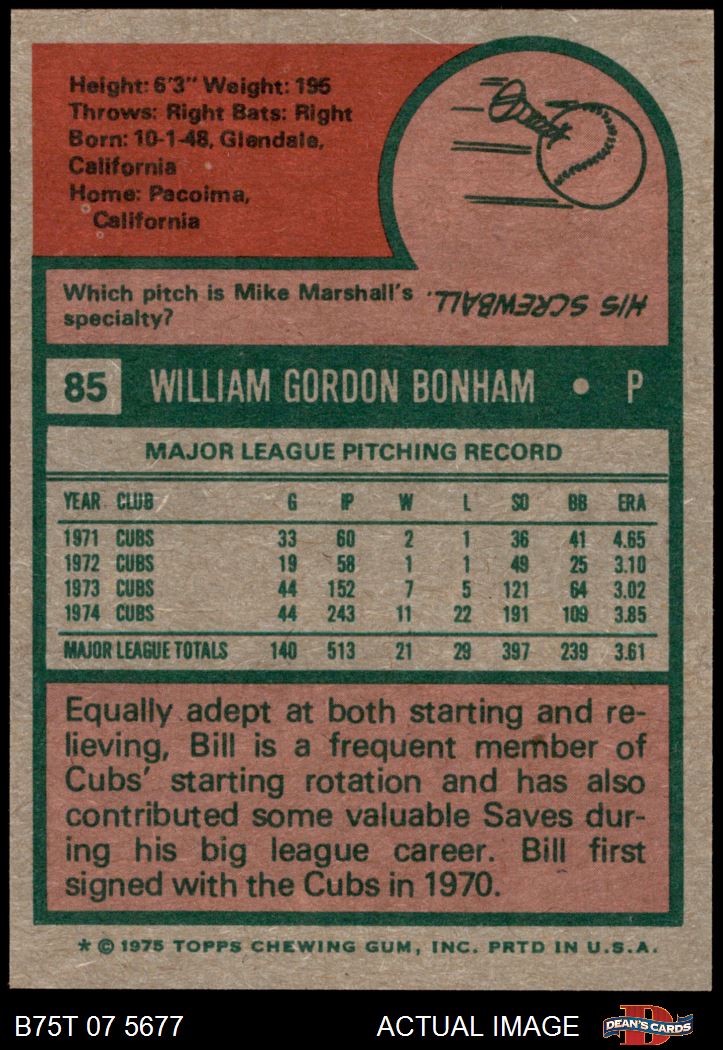 Height: 6'3" Weight: 195
Throws: Right Bats: Right
Born: 10-1-48, Glendale,
California
Home: Pacoima,
California
Which pitch is Mike Marshall's
specialty?
HIS SCREWBALL.
85 WILLIAM GORDON BONHAM • P
MAJOR LEAGUE PITCHING RECORD
YEAR CLUB G IP W L SO BB ERA
1971 CUBS 33 60 2 1 36 41 4.65
1972 CUBS 19 58 1 1 49 25 3.10
1973 CUBS 44 152 7 5 121 64 3.02
1974 CUBS 44 243 11 22 191 109 3.85
MAJOR LEAGUE TOTALS 140 513 21 29 397 239 3.61
Equally adept at both starting and re-
lieving, Bill is a frequent member of
Cubs' starting rotation and has also
contributed some valuable Saves dur-
ing his big league career. Bill first
signed with the Cubs in 1970.
* © 1975 TOPPS CHEWING GUM, INC. PRTD IN U.S.A.
B75T 07 5677 ACTUAL IMAGE D DEAN'S CARDS